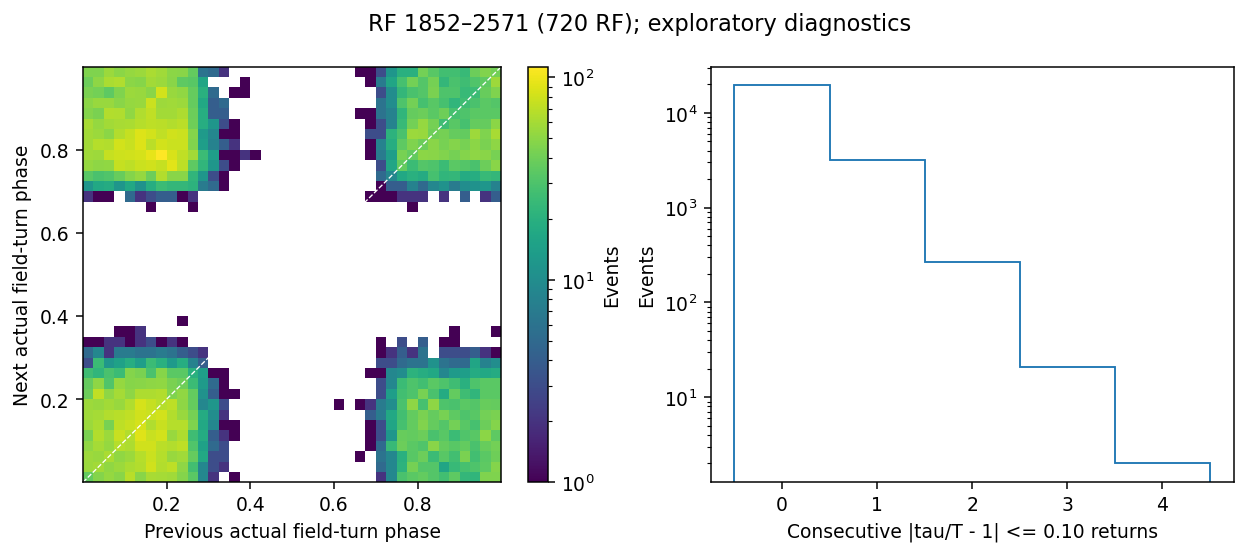 RF 1852–2571 (720 RF); exploratory diagnostics
Next actual field-turn phase
0.8
0.6
0.4
0.2
0.2 0.4 0.6 0.8
Previous actual field-turn phase
10²
10¹
10⁰
Events
Events
10⁴
10³
10²
10¹
0 1 2 3 4
Consecutive |tau/T - 1| <= 0.10 returns